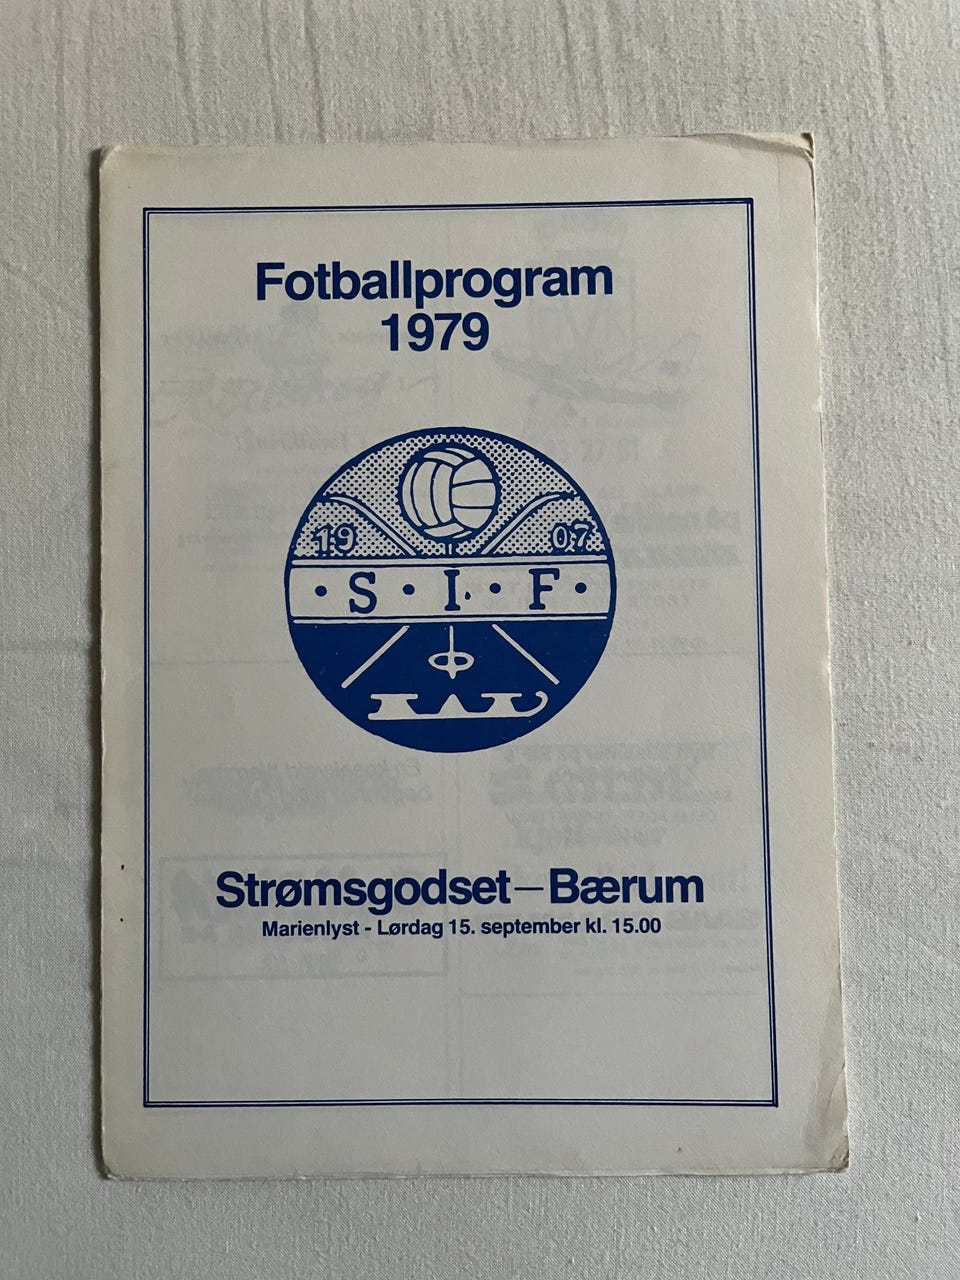 Fotballprogram
1979
19 07
· S · I · F ·
Strømsgodset — Bærum
Marienlyst - Lørdag 15. september kl. 15.00